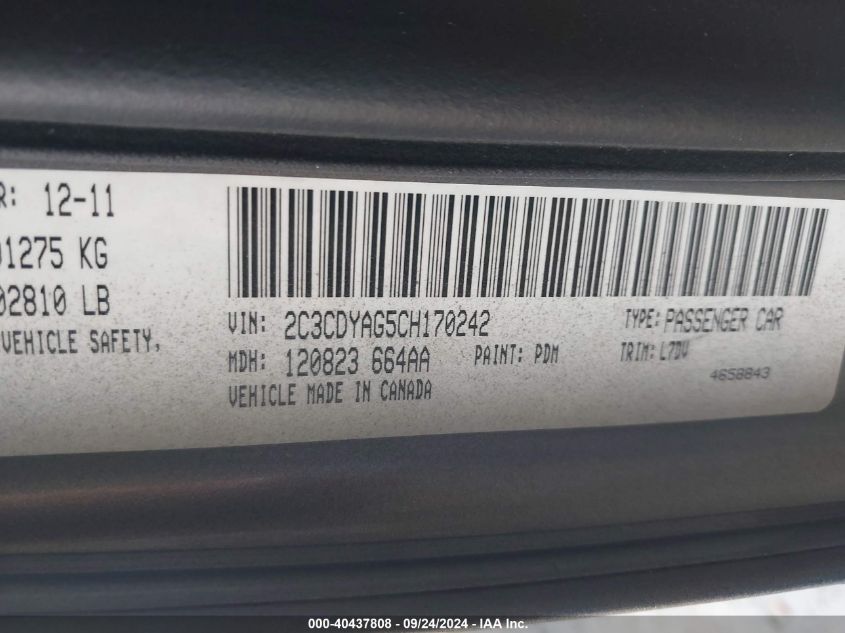 R: 12-11
01275 KG
02810 LB
VEHICLE SAFETY,
VIN: 2C3CDYAG5CH170242
TYPE: PASSENGER CAR
MDH: 120823 664AA
PAINT: PDM
TRIM: L7DV
VEHICLE MADE IN CANADA
4658843
000-40437808 - 09/24/2024 - IAA Inc.